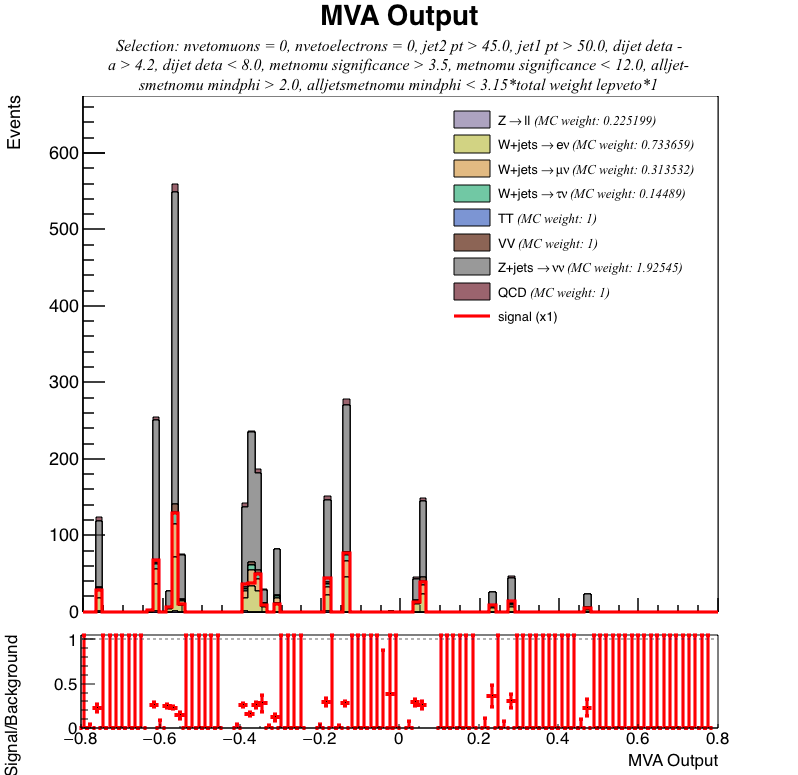 MVA Output
Selection: nvetomuons = 0, nvetoelectrons = 0, jet2 pt > 45.0, jet1 pt > 50.0, dijet deta -
a > 4.2, dijet deta < 8.0, metnomu significance > 3.5, metnomu significance < 12.0, alljet-
smetnomu mindphi > 2.0, alljetsmetnomu mindphi < 3.15*total weight lepveto*1
Events
600
500
400
300
200
100
0
Z→ll (MC weight: 0.225199)
W+jets→eν (MC weight: 0.733659)
W+jets→μν (MC weight: 0.313532)
W+jets→τν (MC weight: 0.14489)
TT (MC weight: 1)
VV (MC weight: 1)
Z+jets→νν (MC weight: 1.92545)
QCD (MC weight: 1)
signal (x1)
Signal/Background
1
0.5
0
−0.8 −0.6 −0.4 −0.2 0 0.2 0.4 0.6 0.8
MVA Output